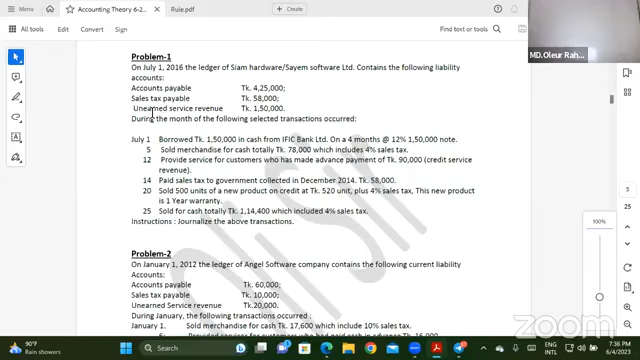 Accounting Theory 6-2
Rule.pdf
All tools Edit Convert Sign Find text or tools
MD.Oleur Rah...
Problem-1
On July 1, 2016 the ledger of Siam hardware/Sayem software Ltd. Contains the following liability
accounts:
Accounts payable Tk. 4,25,000;
Sales tax payable Tk. 58,000;
Unearned service revenue Tk. 1,50,000.
During the month of the following selected transactions occurred:
July 1 Borrowed Tk. 1,50,000 in cash from IFIC Bank Ltd. On a 4 months @ 12% 1,50,000 note.
5 Sold merchandise for cash totally Tk. 78,000 which includes 4% sales tax.
12 Provide service for customers who has made advance payment of Tk. 90,000 (credit service
revenue).
14 Paid sales tax to government collected in December 2014. Tk. 58,000.
20 Sold 500 units of a new product on credit at Tk. 520 unit, plus 4% sales tax, This new product
is 1 Year warranty.
25 Sold for cash totally Tk. 1,14,400 which included 4% sales tax.
Instructions : Journalize the above transactions.
Problem-2
On January 1, 2012 the ledger of Angel Software company contains the following current liability
Accounts:
Accounts payable Tk. 60,000;
Sales tax payable Tk. 10,000;
Unearned Service revenue Tk.20,000.
During January, the following transactions occurred :
January 1. Sold merchandise for cash Tk. 17,600 which include 10% sales tax.
5
25
100%
zoom
90°F
Rain showers
Search
ENG
INTL
7:36 PM
6/4/2023